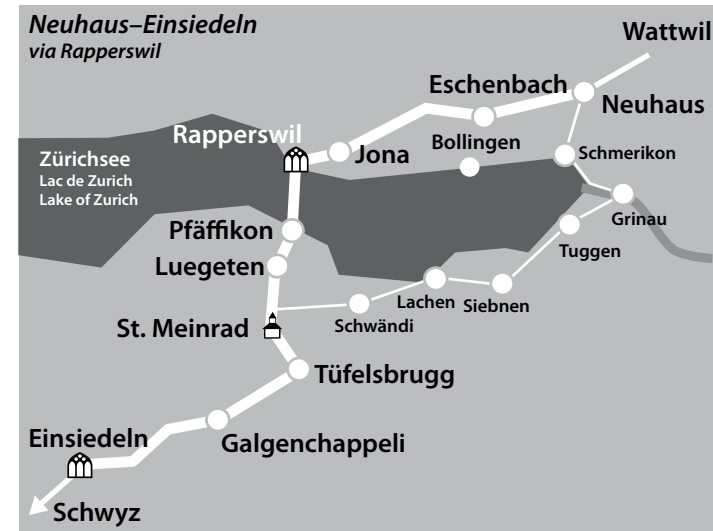 Neuhaus–Einsiedeln
via Rapperswil
Wattwil
Eschenbach
Neuhaus
Rapperswil
Jona
Bollingen
Schmerikon
Zürichsee
Lac de Zurich
Lake of Zurich
Grinau
Pfäffikon
Tuggen
Luegeten
Lachen
Siebnen
St. Meinrad
Schwändi
Tüfelsbrugg
Einsiedeln
Galgenchappeli
Schwyz